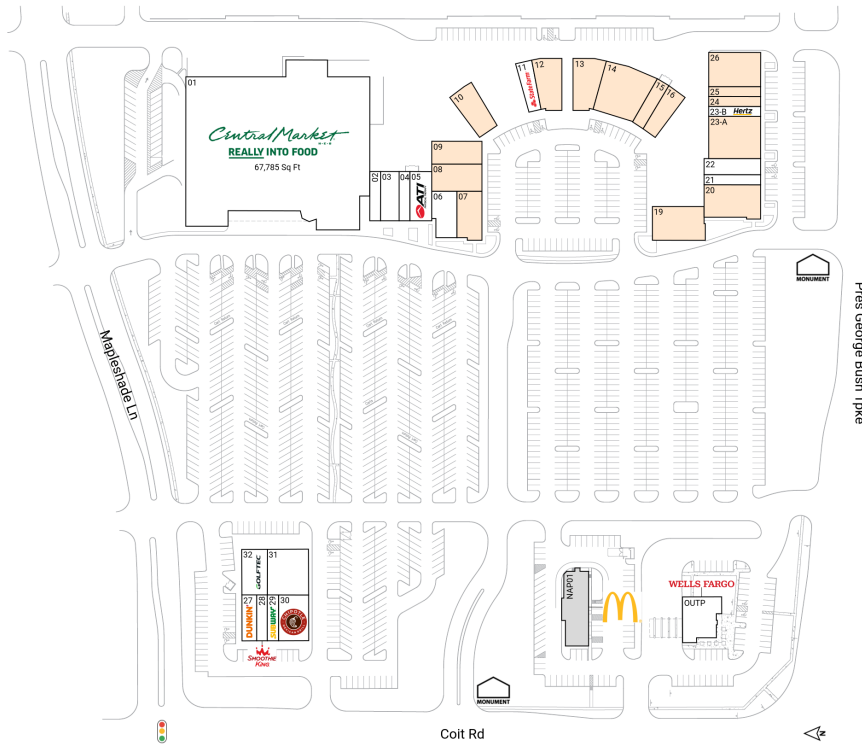 01
Central Market
H-E-B
REALLY INTO FOOD
67,785 Sq Ft
02
03
04
05
ATI
06
07
08
09
10
11
StateFarm
12
13
14
15
16
26
25
24
23-B
Hertz
23-A
22
21
20
19
MONUMENT
Pres George Bush Tpke
Mapleshade Ln
32
GOLFTEC
31
27
DUNKIN'
28
29
SUBWAY
30
CHIPOTLE
SMOOTHIE
KING
NAP01
WELLS FARGO
OUTP
MONUMENT
Coit Rd
N